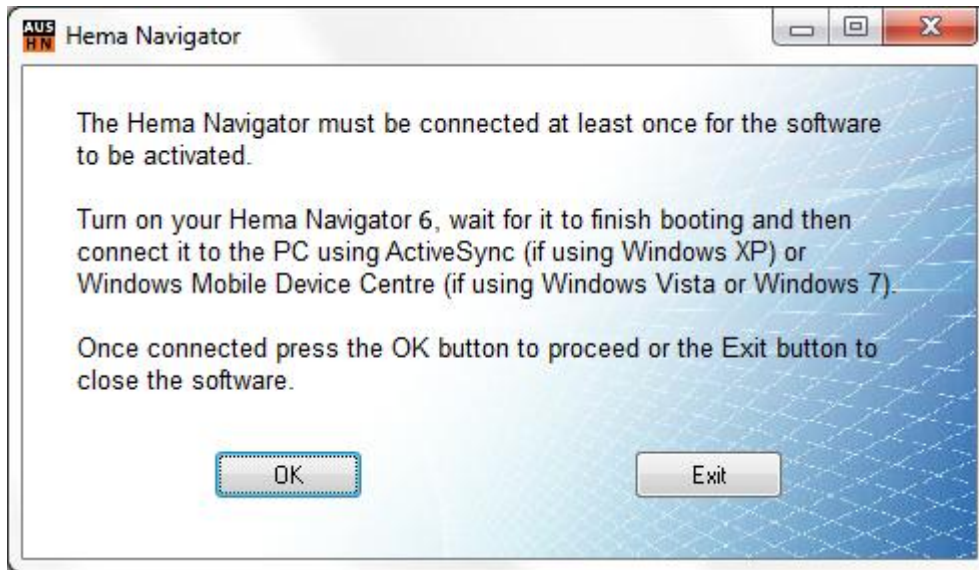 AUS
HN
Hema Navigator
The Hema Navigator must be connected at least once for the software
to be activated.
Turn on your Hema Navigator 6, wait for it to finish booting and then
connect it to the PC using ActiveSync (if using Windows XP) or
Windows Mobile Device Centre (if using Windows Vista or Windows 7).
Once connected press the OK button to proceed or the Exit button to
close the software.
OK
Exit